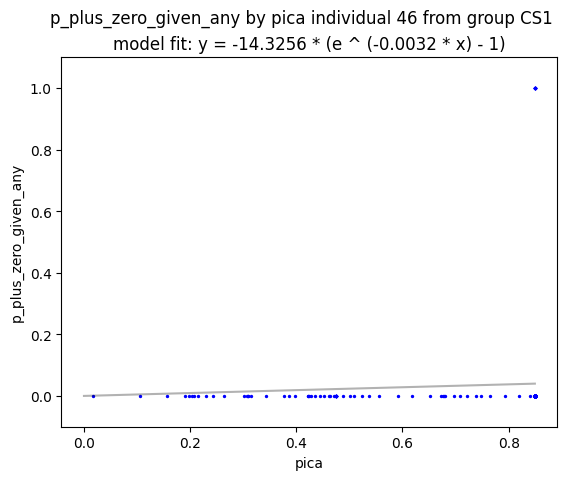 p_plus_zero_given_any by pica individual 46 from group CS1
model fit: y = -14.3256 * (e ^ (-0.0032 * x) - 1)
1.0
0.8
0.6
0.4
0.2
0.0
p_plus_zero_given_any
0.0 0.2 0.4 0.6 0.8
pica